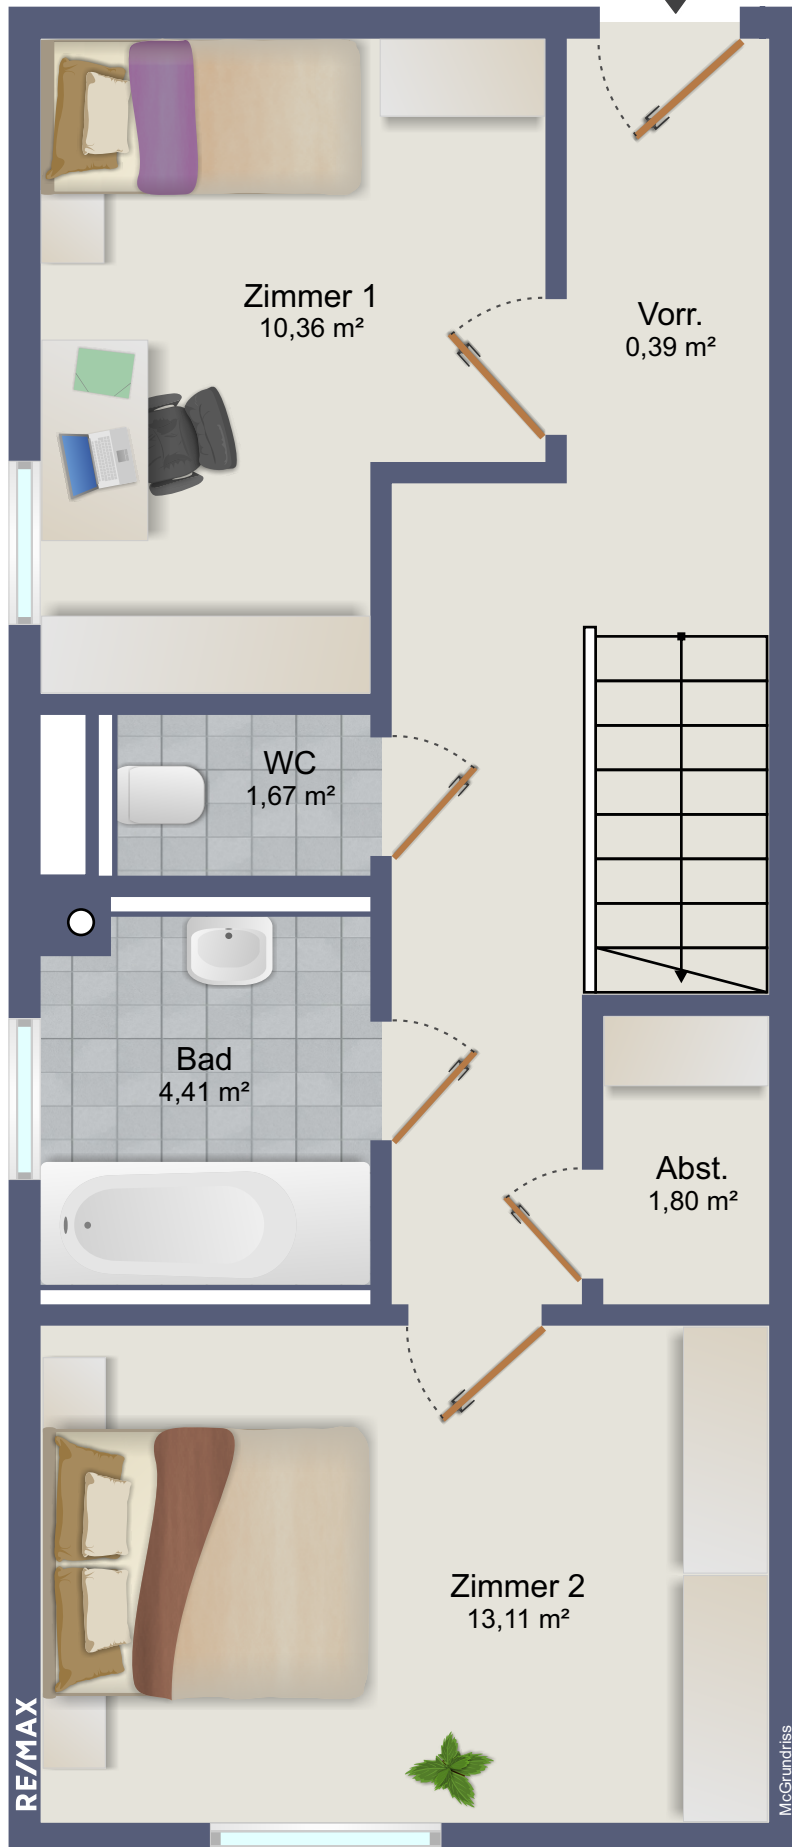 Zimmer 1
10,36 m²
Vorr.
0,39 m²
WC
1,67 m²
Bad
4,41 m²
Abst.
1,80 m²
Zimmer 2
13,11 m²
RE/MAX
McGrundriss